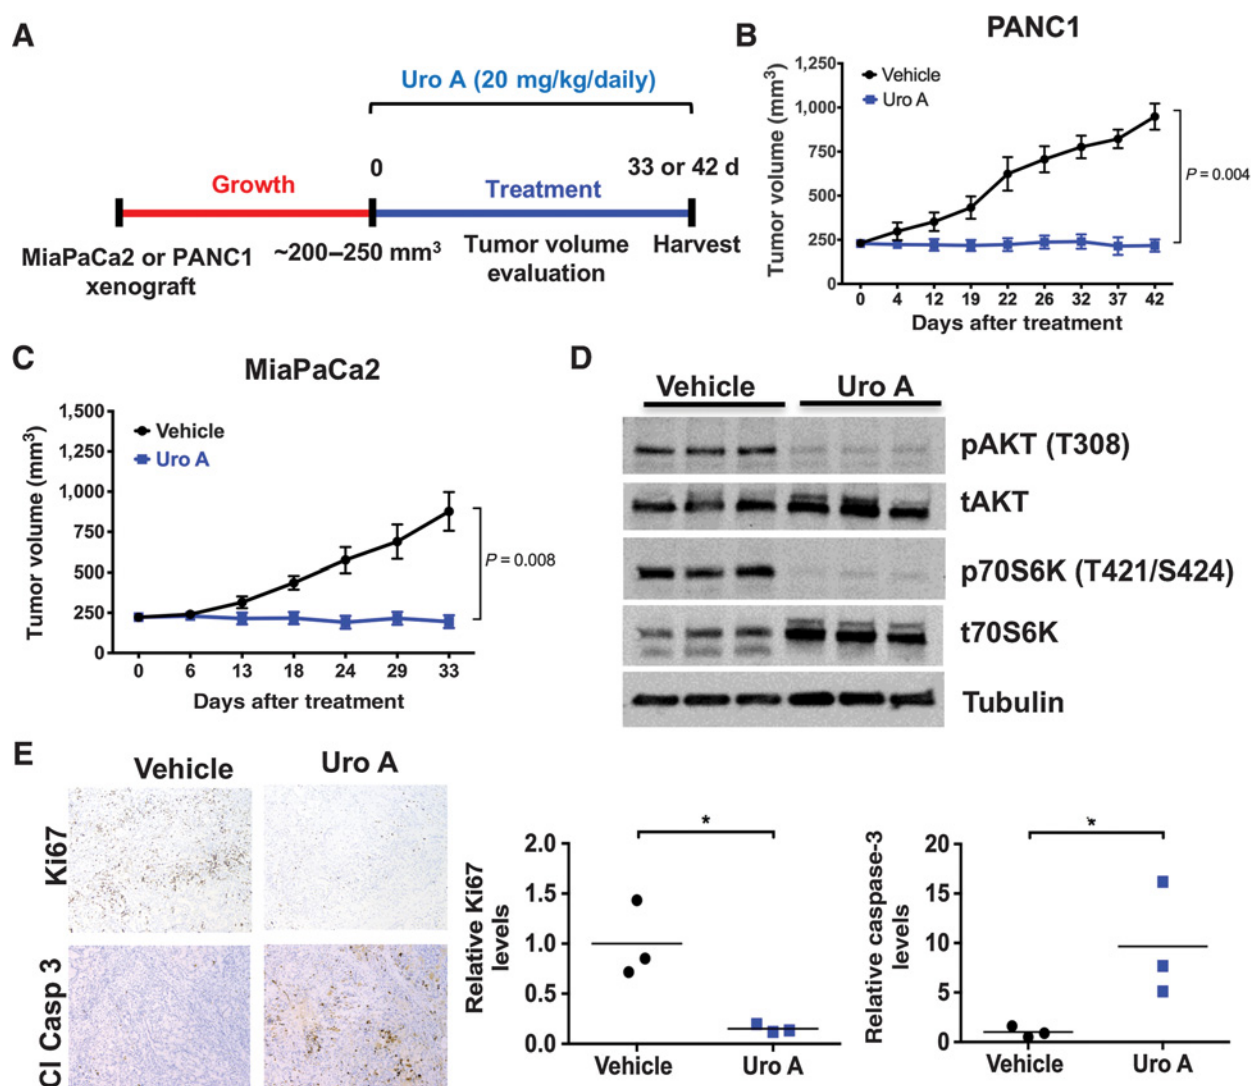 A
Uro A (20 mg/kg/daily)
0
33 or 42 d
Growth
Treatment
MiaPaCa2 or PANC1
xenograft
~200–250 mm³
Tumor volume
evaluation
Harvest
B
PANC1
Tumor volume (mm³)
1,250
1,000
750
500
250
0
Vehicle
Uro A
P = 0.004
0 4 12 19 22 26 32 37 42
Days after treatment
C
MiaPaCa2
Tumor volume (mm³)
1,500
1,250
1,000
750
500
250
0
Vehicle
Uro A
P = 0.008
0 6 13 18 24 29 33
Days after treatment
D
Vehicle Uro A
pAKT (T308)
tAKT
p70S6K (T421/S424)
t70S6K
Tubulin
E
Vehicle Uro A
Ki67
Cl Casp 3
Relative Ki67
levels
2.0
1.5
1.0
0.5
0.0
*
Vehicle Uro A
Relative caspase-3
levels
20
15
10
5
0
*
Vehicle Uro A